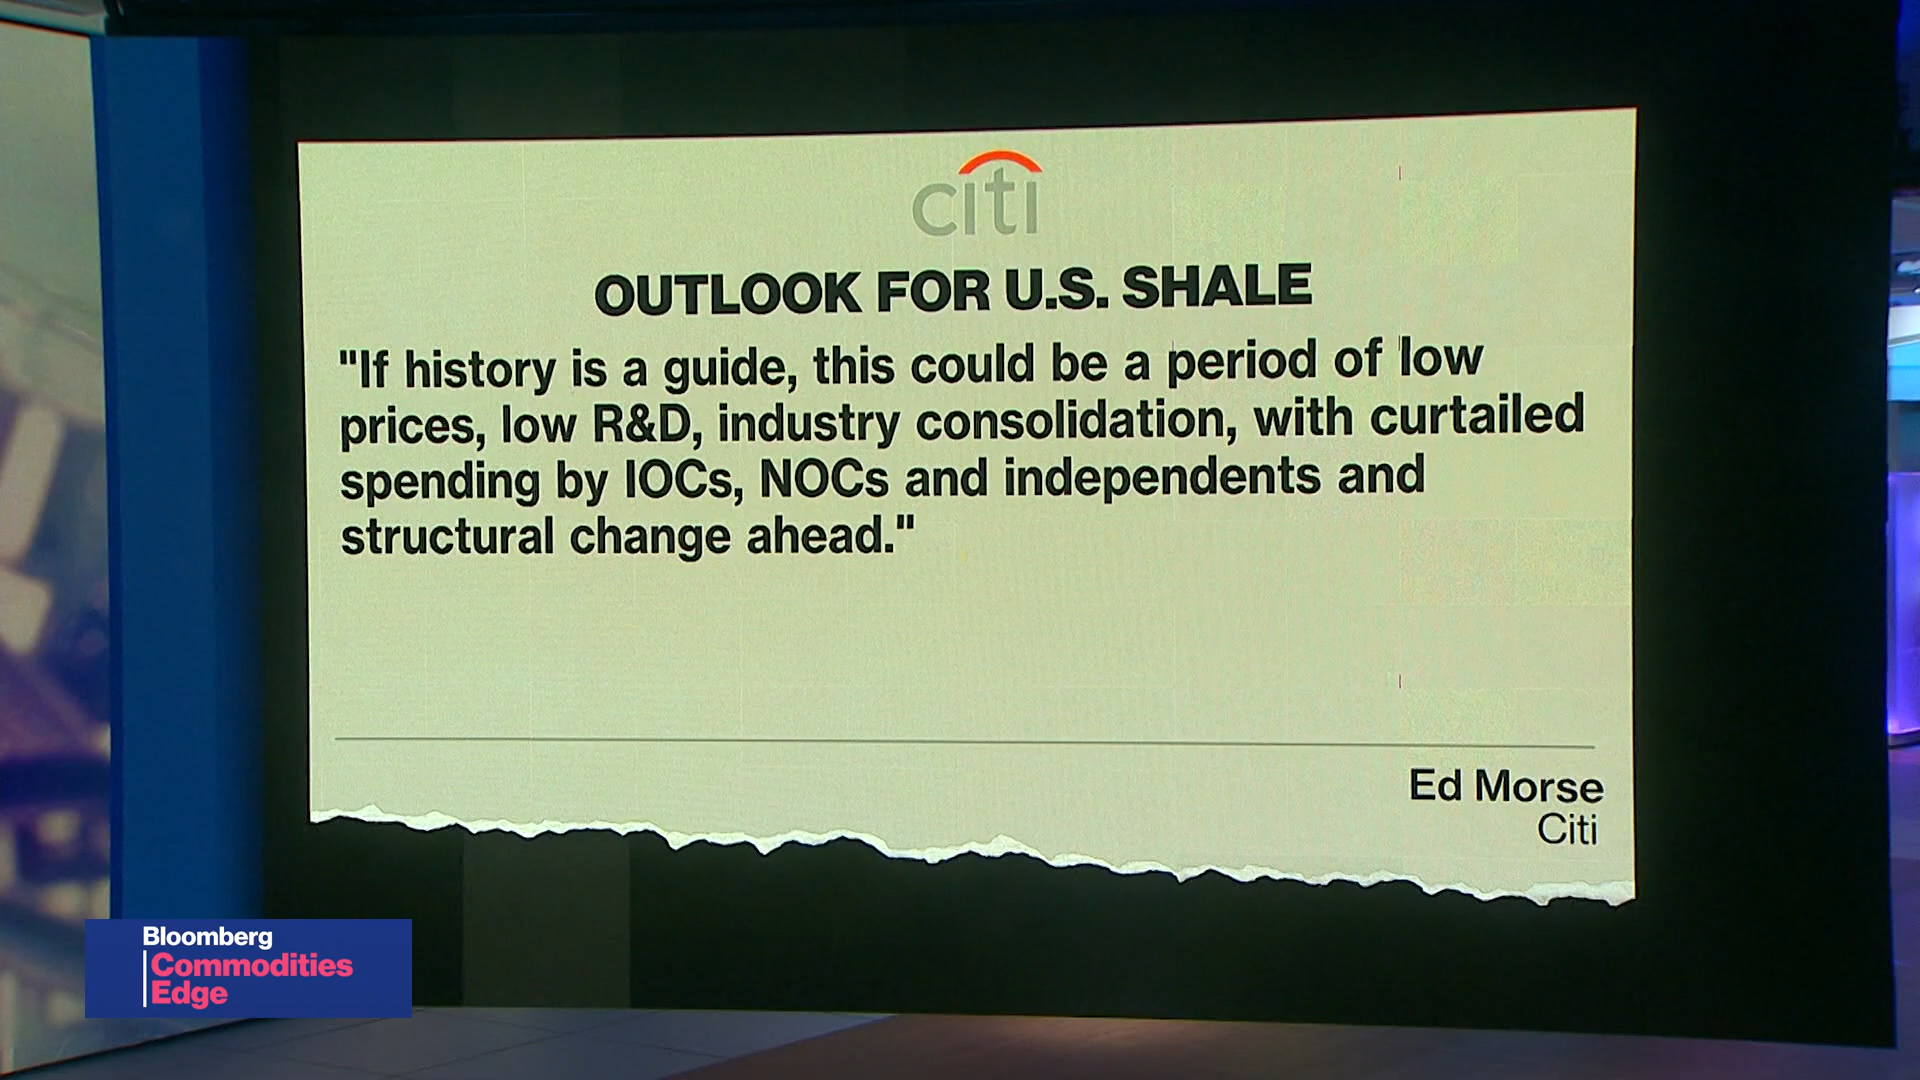 citi
OUTLOOK FOR U.S. SHALE
"If history is a guide, this could be a period of low
prices, low R&D, industry consolidation, with curtailed
spending by IOCs, NOCs and independents and
structural change ahead."
Ed Morse
Citi
Bloomberg
Commodities
Edge